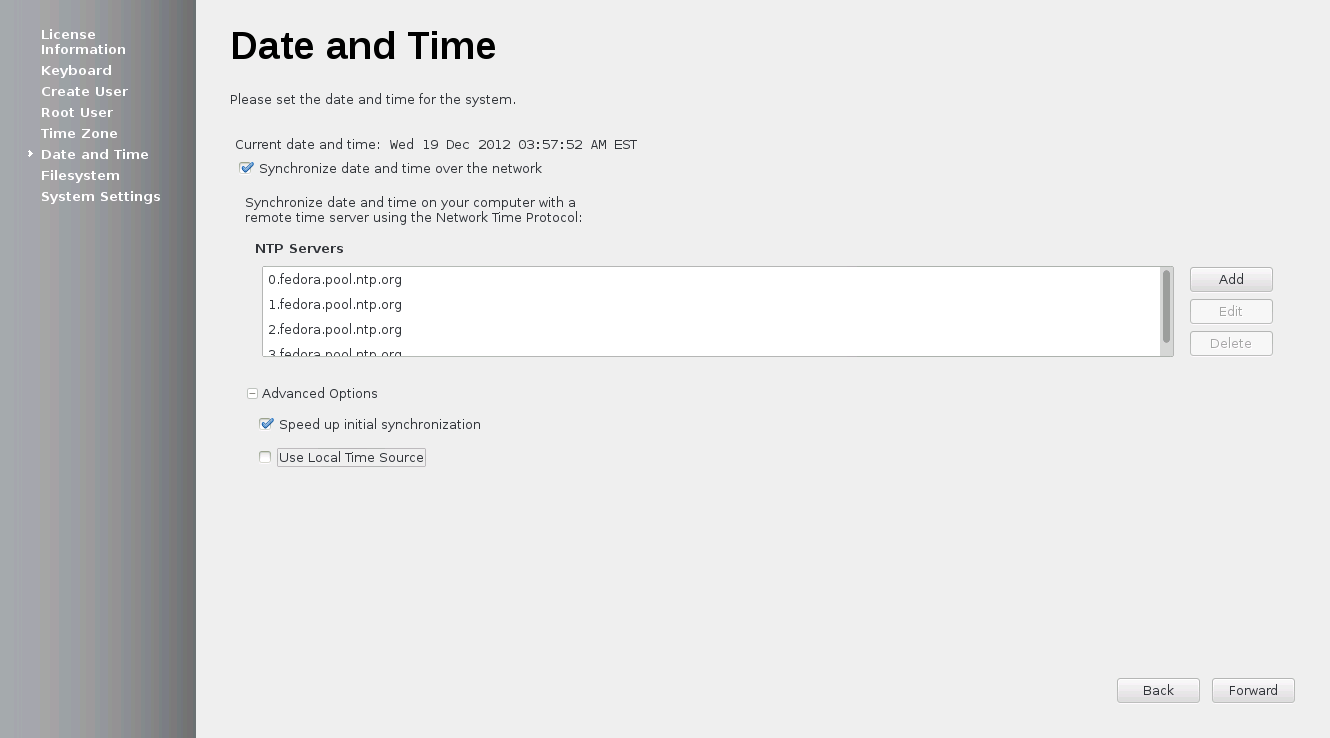 License
Information
Keyboard
Create User
Root User
Time Zone
Date and Time
Filesystem
System Settings
Date and Time
Please set the date and time for the system.
Current date and time: Wed 19 Dec 2012 03:57:52 AM EST
Synchronize date and time over the network
Synchronize date and time on your computer with a
remote time server using the Network Time Protocol:
NTP Servers
0.fedora.pool.ntp.org
1.fedora.pool.ntp.org
2.fedora.pool.ntp.org
3.fedora.pool.ntp.org
Add
Edit
Delete
Advanced Options
Speed up initial synchronization
Use Local Time Source
Back
Forward